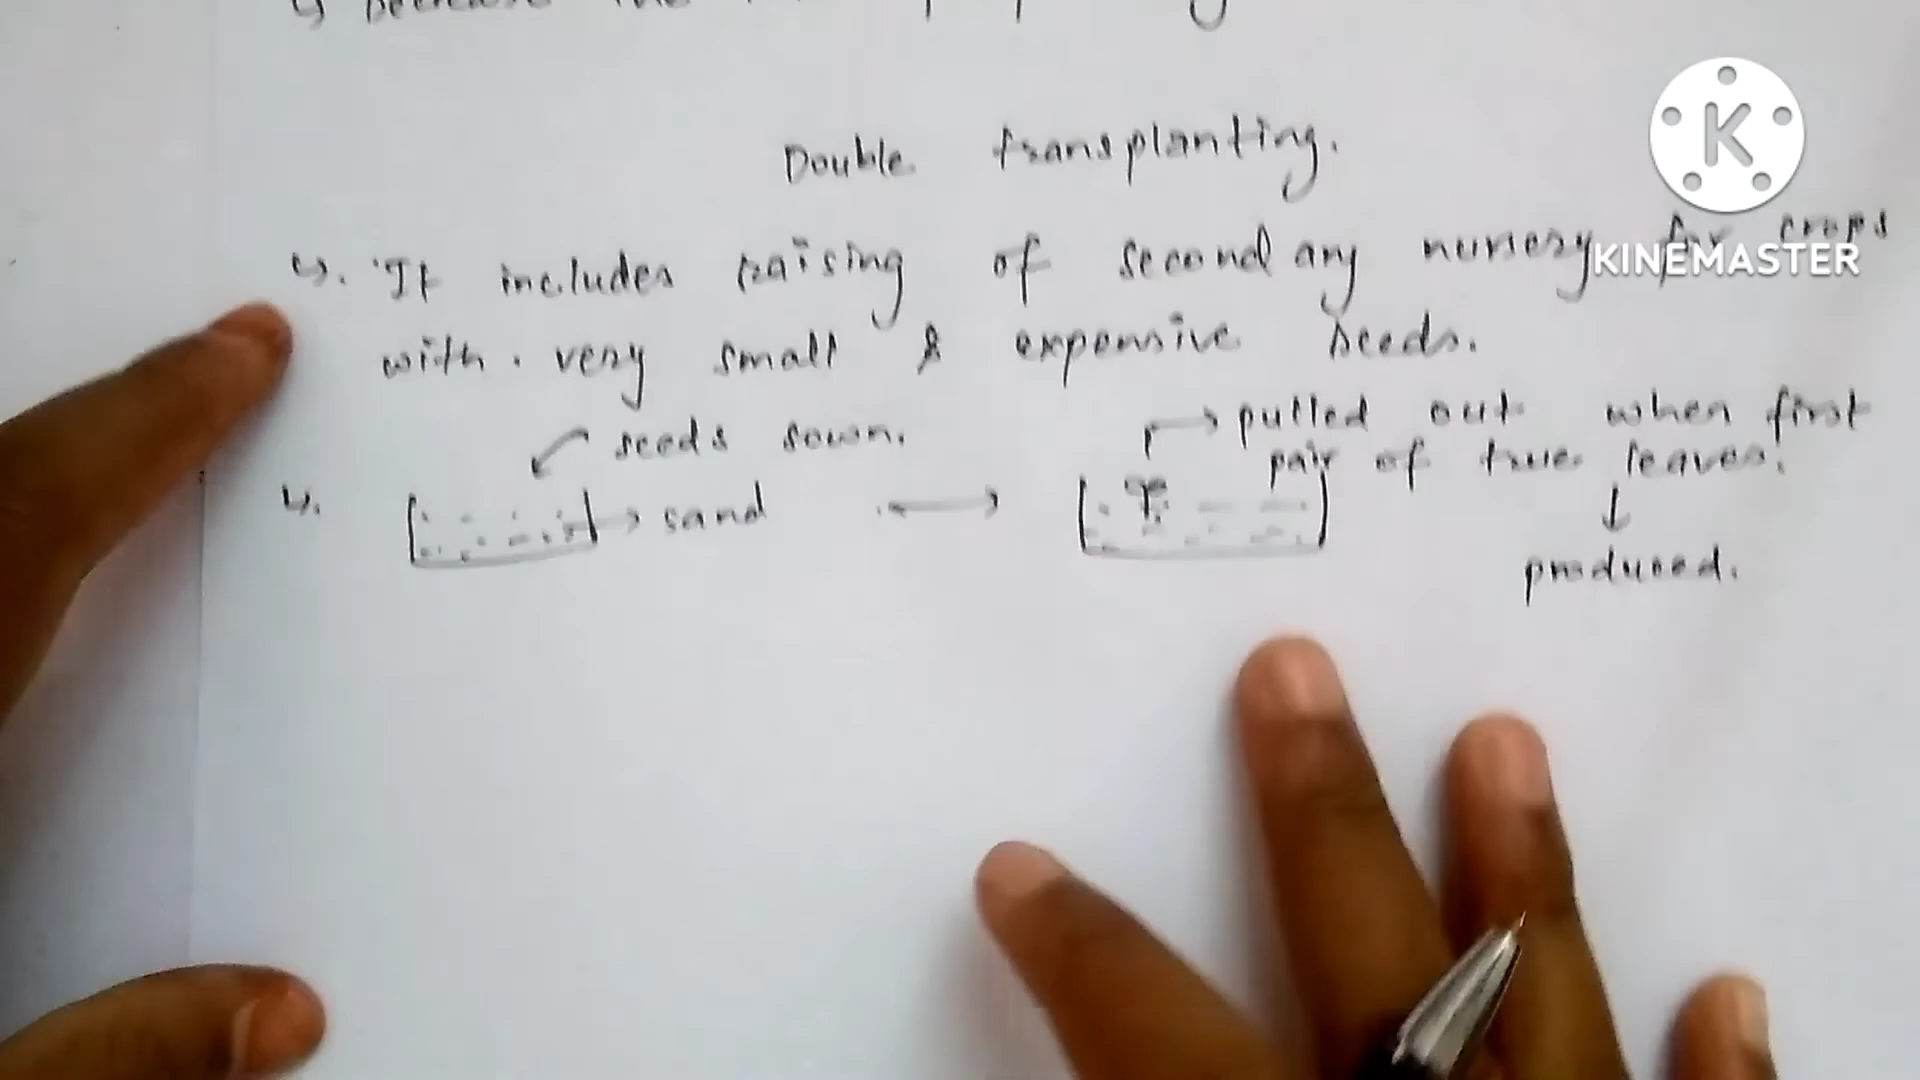 Double transplanting.
↳. It includes raising of secondary nursery for crops
with. very small & expensive seeds.
seeds sown.
pulled out when first
pair of true leaves.
↳. → sand
↓
produced.
K
KINEMASTER